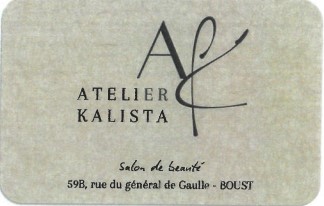 AK
ATELIER
KALISTA
Salon de beauté
59B, rue du général de Gaulle - BOUST